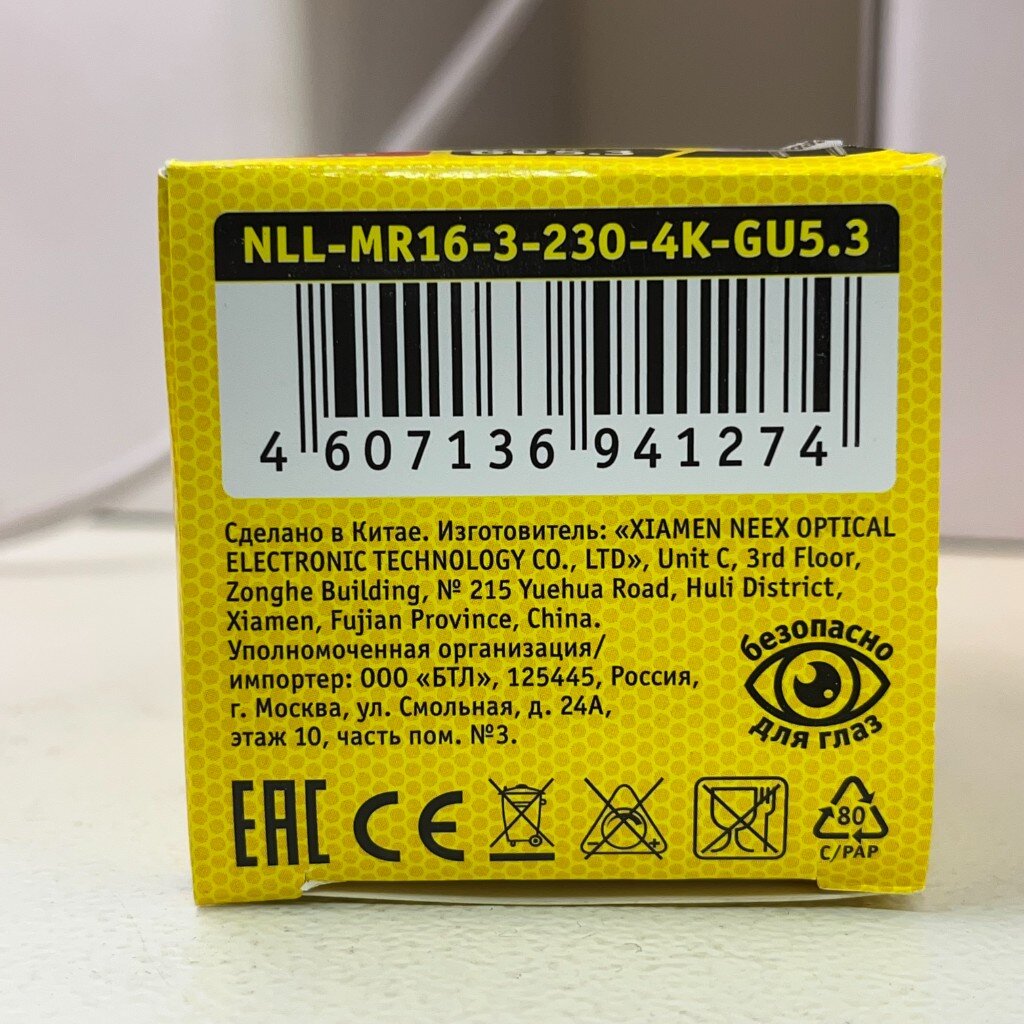 GU5.3
NLL-MR16-3-230-4K-GU5.3
4 607136 941274
Сделано в Китае. Изготовитель: «XIAMEN NEEX OPTICAL
ELECTRONIC TECHNOLOGY CO., LTD», Unit C, 3rd Floor,
Zonghe Building, № 215 Yuehua Road, Huli District,
Xiamen, Fujian Province, China.
Уполномоченная организация/
импортер: ООО «БТЛ», 125445, Россия,
г. Москва, ул. Смольная, д. 24А,
этаж 10, часть пом. №3.
безопасно
для глаз
EAC CE
80
C/PAP